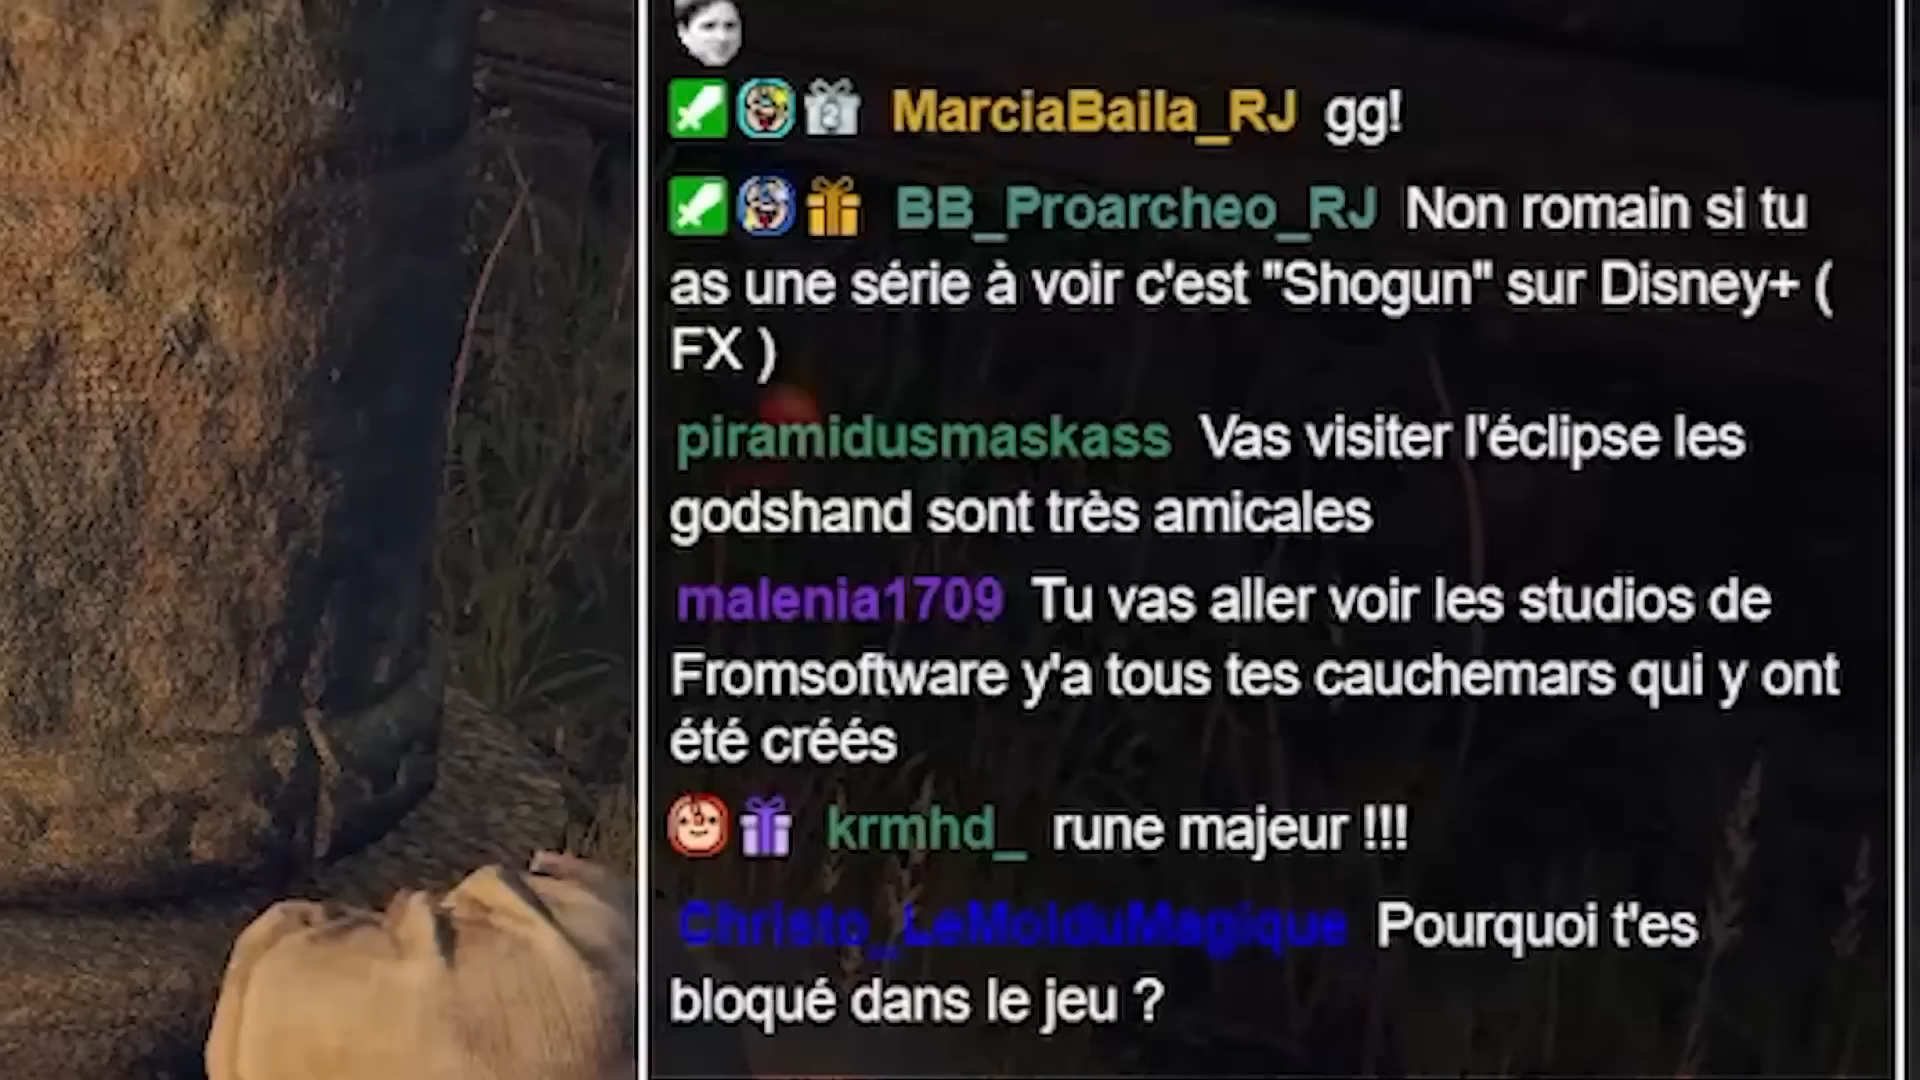 MarciaBaila_RJ gg!
BB_Proarcheo_RJ Non romain si tu
as une série à voir c'est "Shogun" sur Disney+ (
FX )
piramidusmaskass Vas visiter l'éclipse les
godshand sont très amicales
malenia1709 Tu vas aller voir les studios de
Fromsoftware y'a tous tes cauchemars qui y ont
été créés
krmhd_ rune majeur !!!
Christo_LeMolduMagique Pourquoi t'es
bloqué dans le jeu ?